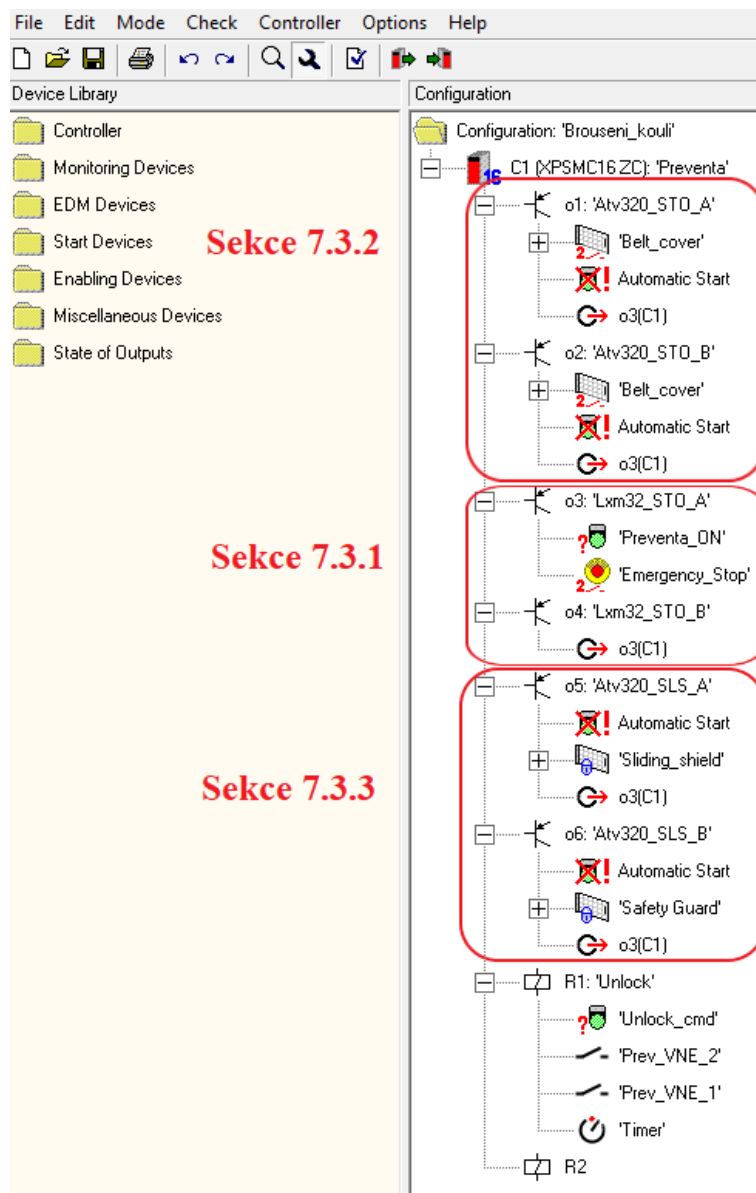 File Edit Mode Check Controller Options Help
Device Library
Controller
Monitoring Devices
EDM Devices
Start Devices
Enabling Devices
Miscellaneous Devices
State of Outputs
Sekce 7.3.2
Sekce 7.3.1
Sekce 7.3.3
Configuration
Configuration: 'Brouseni_kouli'
16 C1 (XPSMC16 ZC): 'Preventa'
o1: 'Atv320_STO_A'
2 'Belt_cover'
Automatic Start
o3(C1)
o2: 'Atv320_STO_B'
2 'Belt_cover'
Automatic Start
o3(C1)
o3: 'Lxm32_STO_A'
? 'Preventa_ON'
2 'Emergency_Stop'
o4: 'Lxm32_STO_B'
o3(C1)
o5: 'Atv320_SLS_A'
Automatic Start
'Sliding_shield'
o3(C1)
o6: 'Atv320_SLS_B'
Automatic Start
'Safety Guard'
o3(C1)
R1: 'Unlock'
? 'Unlock_cmd'
'Prev_VNE_2'
'Prev_VNE_1'
'Timer'
R2